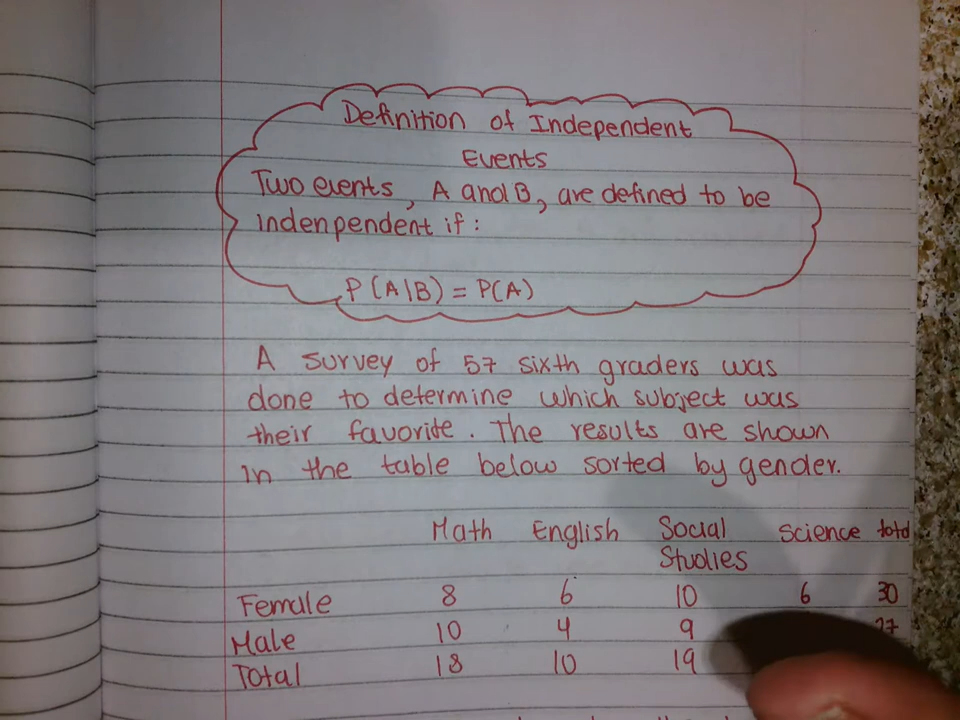 Definition of Independent
Events
Two events, A and B, are defined to be
indenpendent if:
P(A|B) = P(A)
A survey of 57 sixth graders was
done to determine which subject was
their favorite. The results are shown
in the table below sorted by gender.
Math English Social Science total
Studies
Female 8 6 10 6 30
Male 10 4 9 27
Total 18 10 19